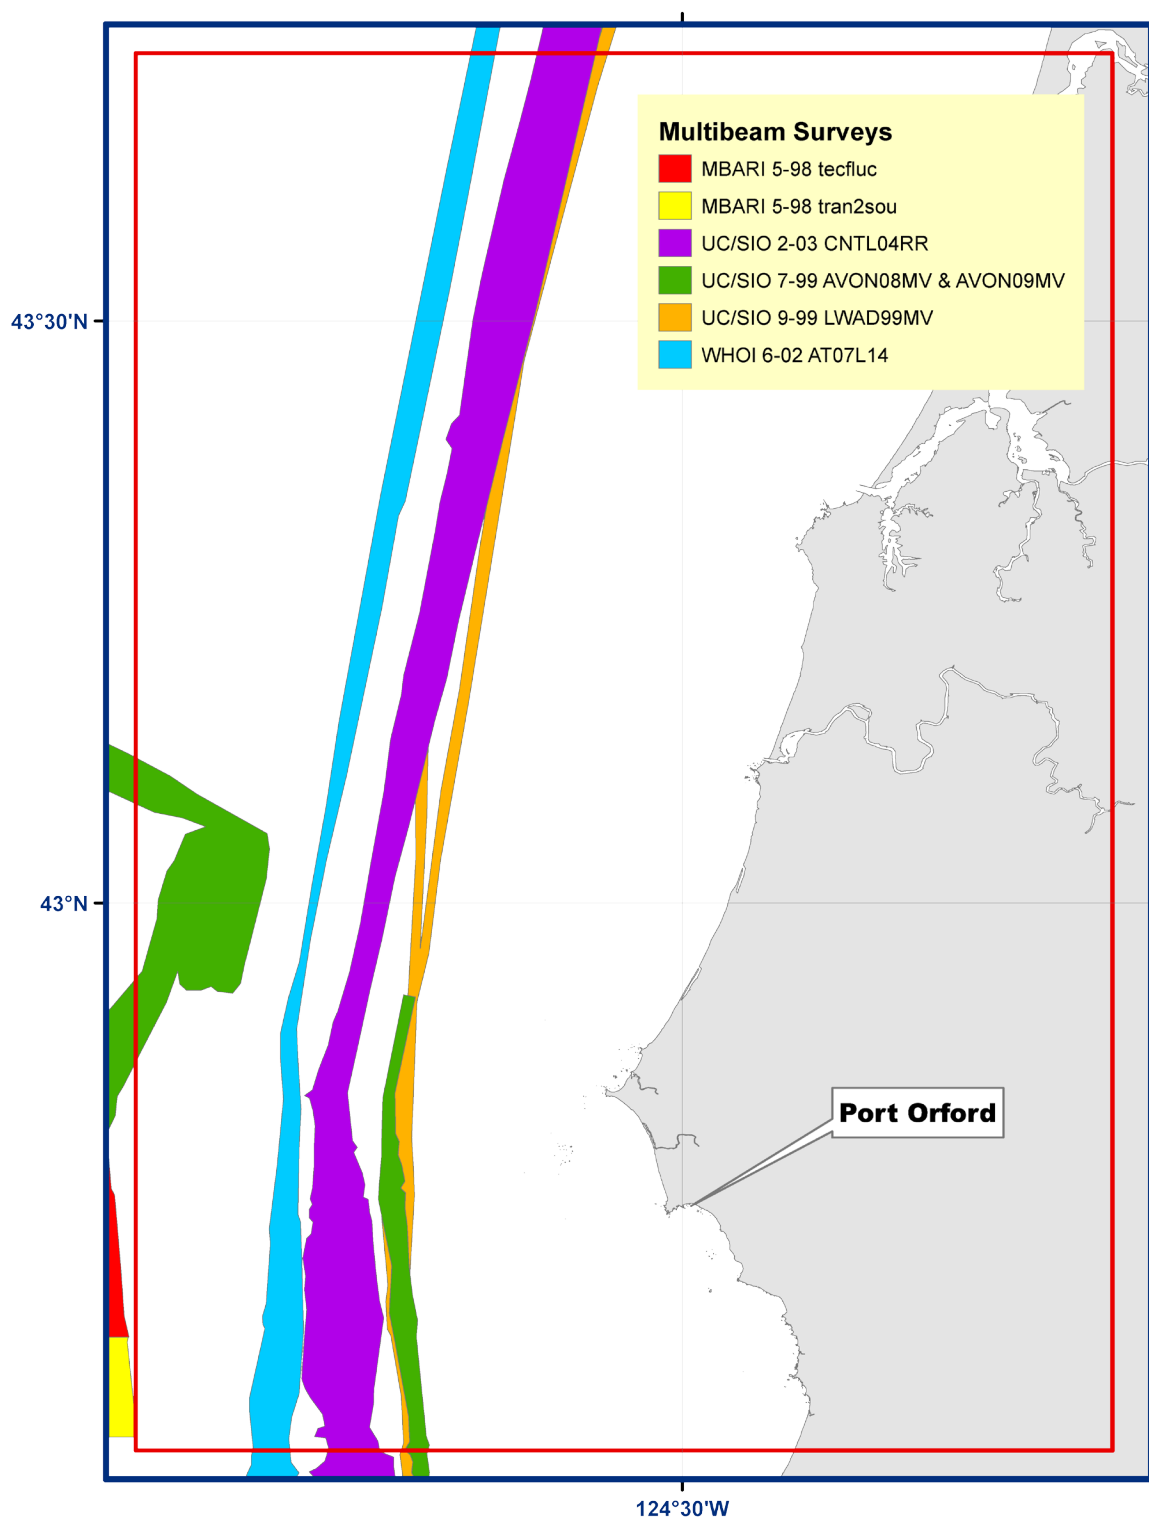 Multibeam Surveys
MBARI 5-98 tecfluc
MBARI 5-98 tran2sou
UC/SIO 2-03 CNTL04RR
UC/SIO 7-99 AVON08MV & AVON09MV
UC/SIO 9-99 LWAD99MV
WHOI 6-02 AT07L14
43°30'N
43°N
Port Orford
124°30'W